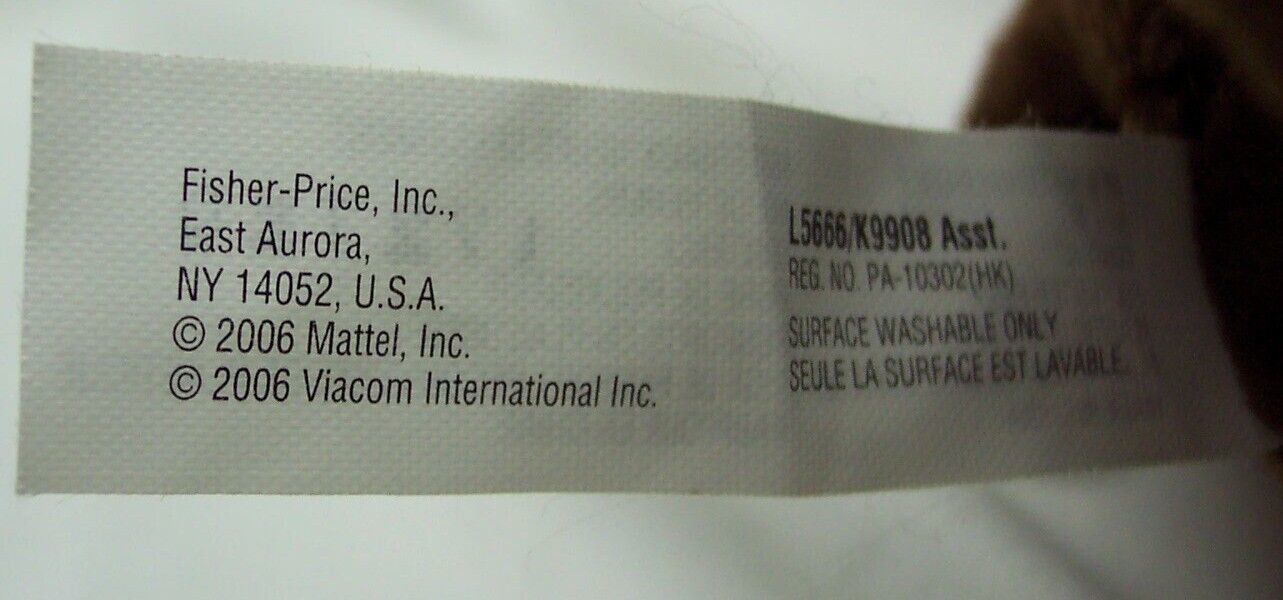 Fisher-Price, Inc.,
East Aurora,
NY 14052, U.S.A.
© 2006 Mattel, Inc.
© 2006 Viacom International Inc.
L5666/K9908 Asst.
REG. NO. PA-10302(HK)
SURFACE WASHABLE ONLY
SEULE LA SURFACE EST LAVABLE.